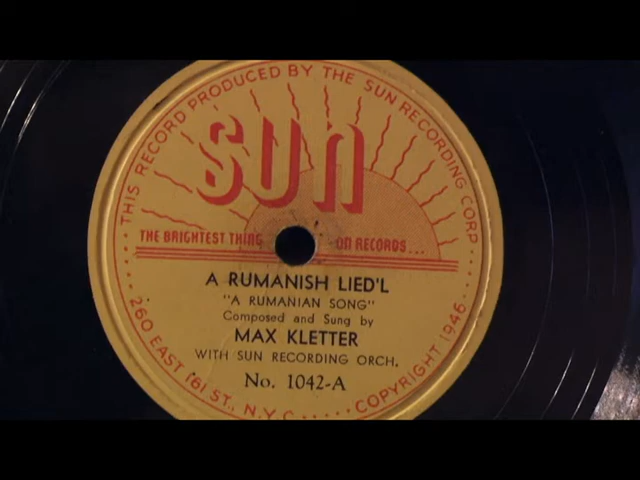 THIS RECORD PRODUCED BY THE SUN RECORDING CORP.
SUN
THE BRIGHTEST THING ON RECORDS...
A RUMANISH LIED'L
"A RUMANIAN SONG"
Composed and Sung by
MAX KLETTER
WITH SUN RECORDING ORCH.
No. 1042-A
260 EAST 161 ST., N.Y.C. ..... COPYRIGHT 1946